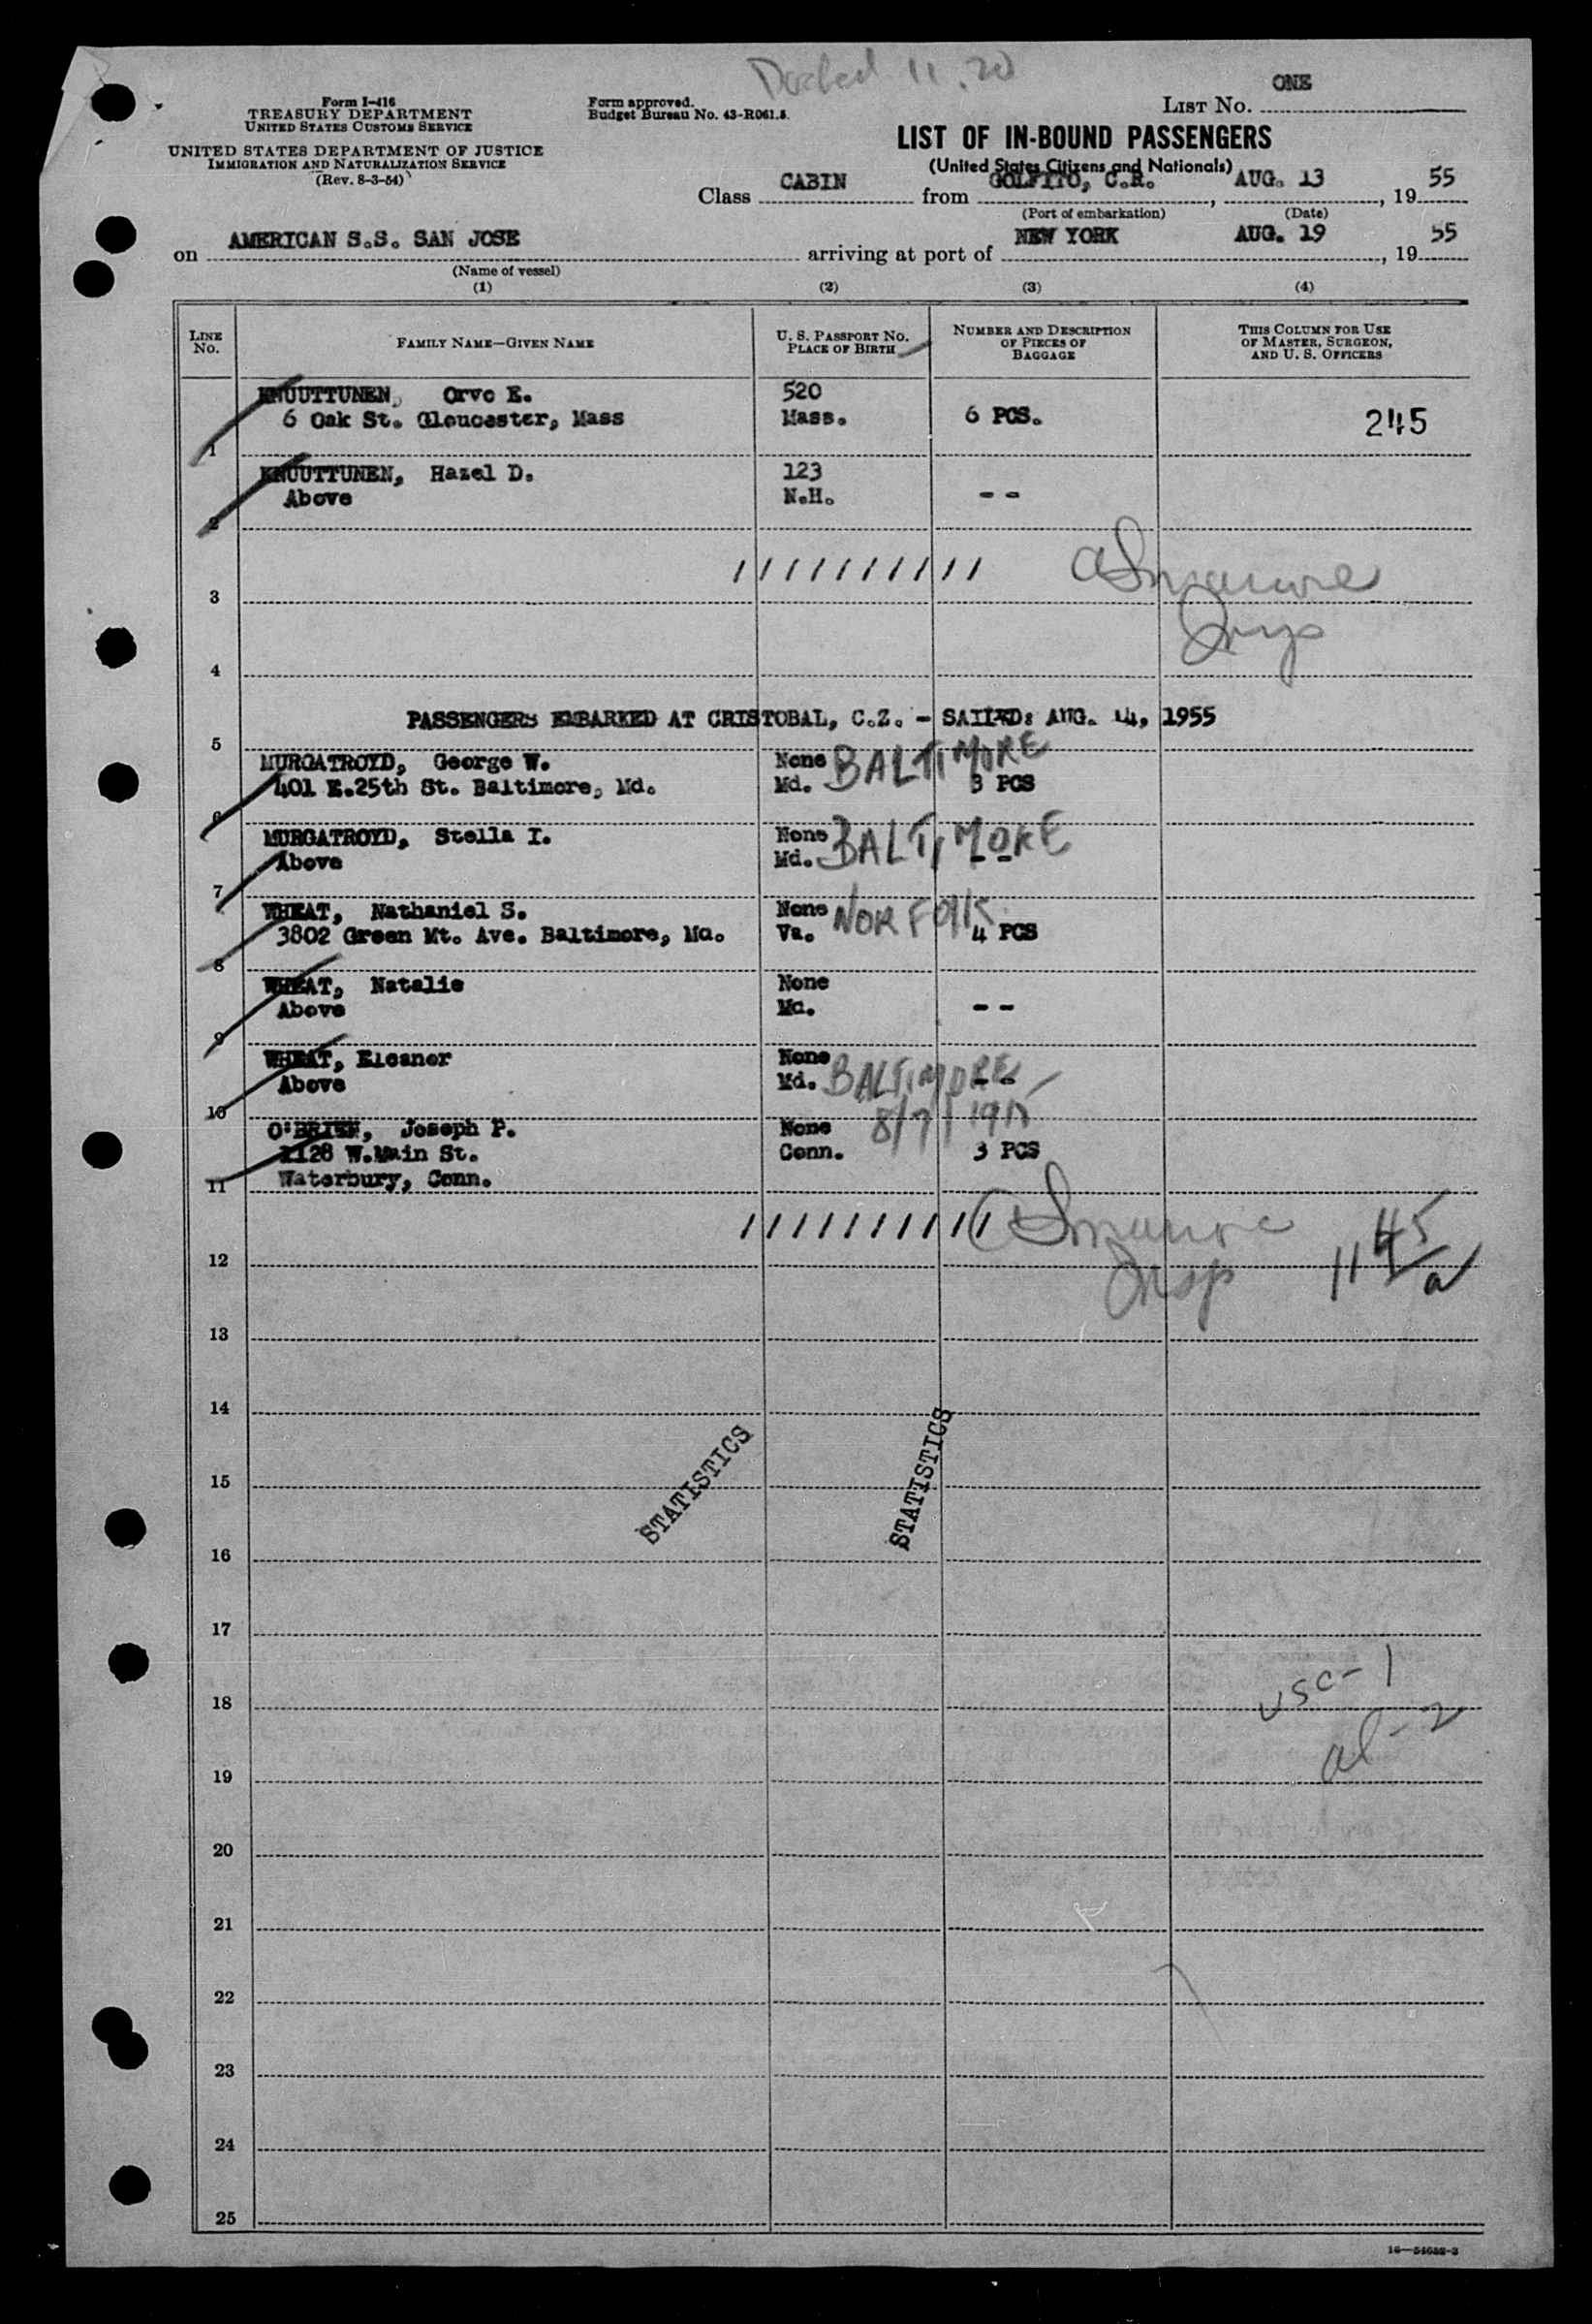 Docked 11.20
ONE
Form I-416
TREASURY DEPARTMENT
UNITED STATES CUSTOMS SERVICE
UNITED STATES DEPARTMENT OF JUSTICE
IMMIGRATION AND NATURALIZATION SERVICE
(Rev. 8-3-54)
Form approved.
Budget Bureau No. 43-R061.5.
LIST No.
LIST OF IN-BOUND PASSENGERS
(United States Citizens and Nationals)
Class CABIN from GOLFITO, C.R., AUG. 13, 1955
(Port of embarkation) (Date)
on AMERICAN S.S. SAN JOSE arriving at port of NEW YORK AUG. 19, 1955
(Name of vessel)
(1) (2) (3) (4)
LINE No. FAMILY NAME—GIVEN NAME U. S. PASSPORT NO. PLACE OF BIRTH NUMBER AND DESCRIPTION OF PIECES OF BAGGAGE THIS COLUMN FOR USE OF MASTER, SURGEON, AND U. S. OFFICERS
KNUUTTUNEN, Orvo E. 520
6 Oak St. Gloucester, Mass Mass. 6 PCS. 245
1
KNUUTTUNEN, Hazel D. 123
Above N.H. - -
2
/ / / / / / / / / / /
3
Insp
4
PASSENGERS EMBARKED AT CRISTOBAL, C.Z. - SAILED: AUG. 14, 1955
5
MURGATROYD, George W. None BALTIMORE
401 E.25th St. Baltimore, Md. Md. 3 PCS
6
MURGATROYD, Stella I. None BALTIMORE
Above Md. - -
7
WHEAT, Nathaniel S. None NORFOLK
3802 Green Mt. Ave. Baltimore, Md. Va. 4 PCS
8
WHEAT, Natalie None
Above Md. - -
9
WHEAT, Eleanor None
Above Md. BALTIMORE - -
10 8/7/1915
O'BRIEN, Joseph P. None
1128 W.Main St. Conn. 3 PCS
Waterbury, Conn.
11
/ / / / / / / / / / /
1145/a
12
Insp
13
14
STATISTICS STATISTICS
15
16
17
usc-1
18
al-2
19
20
21
22
23
24
25
16—54652-3